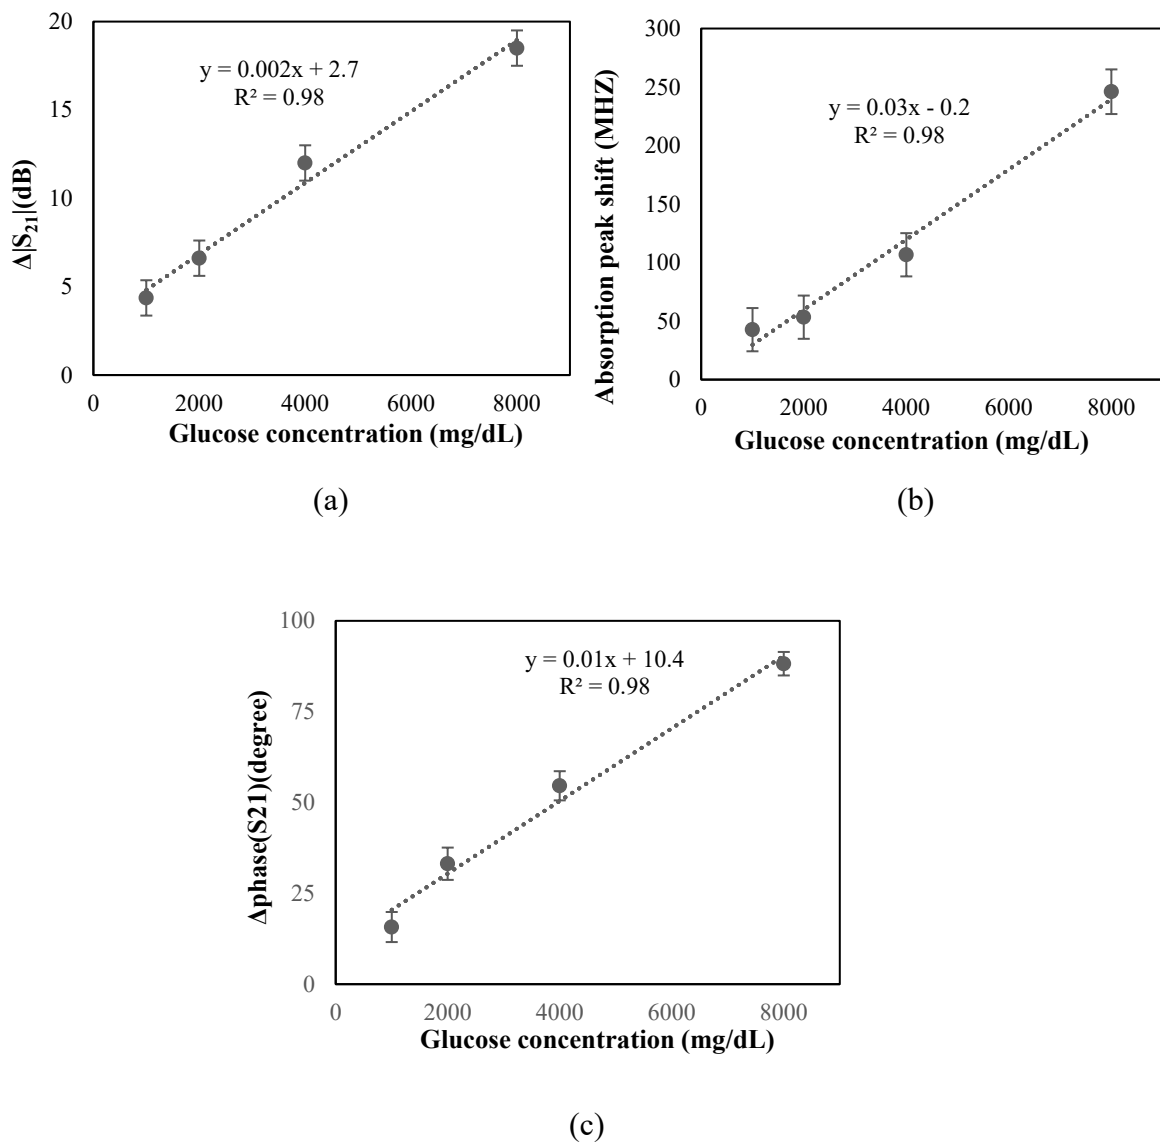 20
15
10
5
0
Δ|S₂₁|(dB)
y = 0.002x + 2.7
R² = 0.98
0 2000 4000 6000 8000
Glucose concentration (mg/dL)
(a)
300
250
200
150
100
50
0
Absorption peak shift (MHZ)
y = 0.03x - 0.2
R² = 0.98
0 2000 4000 6000 8000
Glucose concentration (mg/dL)
(b)
100
75
50
25
0
Δphase(S21)(degree)
y = 0.01x + 10.4
R² = 0.98
0 2000 4000 6000 8000
Glucose concentration (mg/dL)
(c)